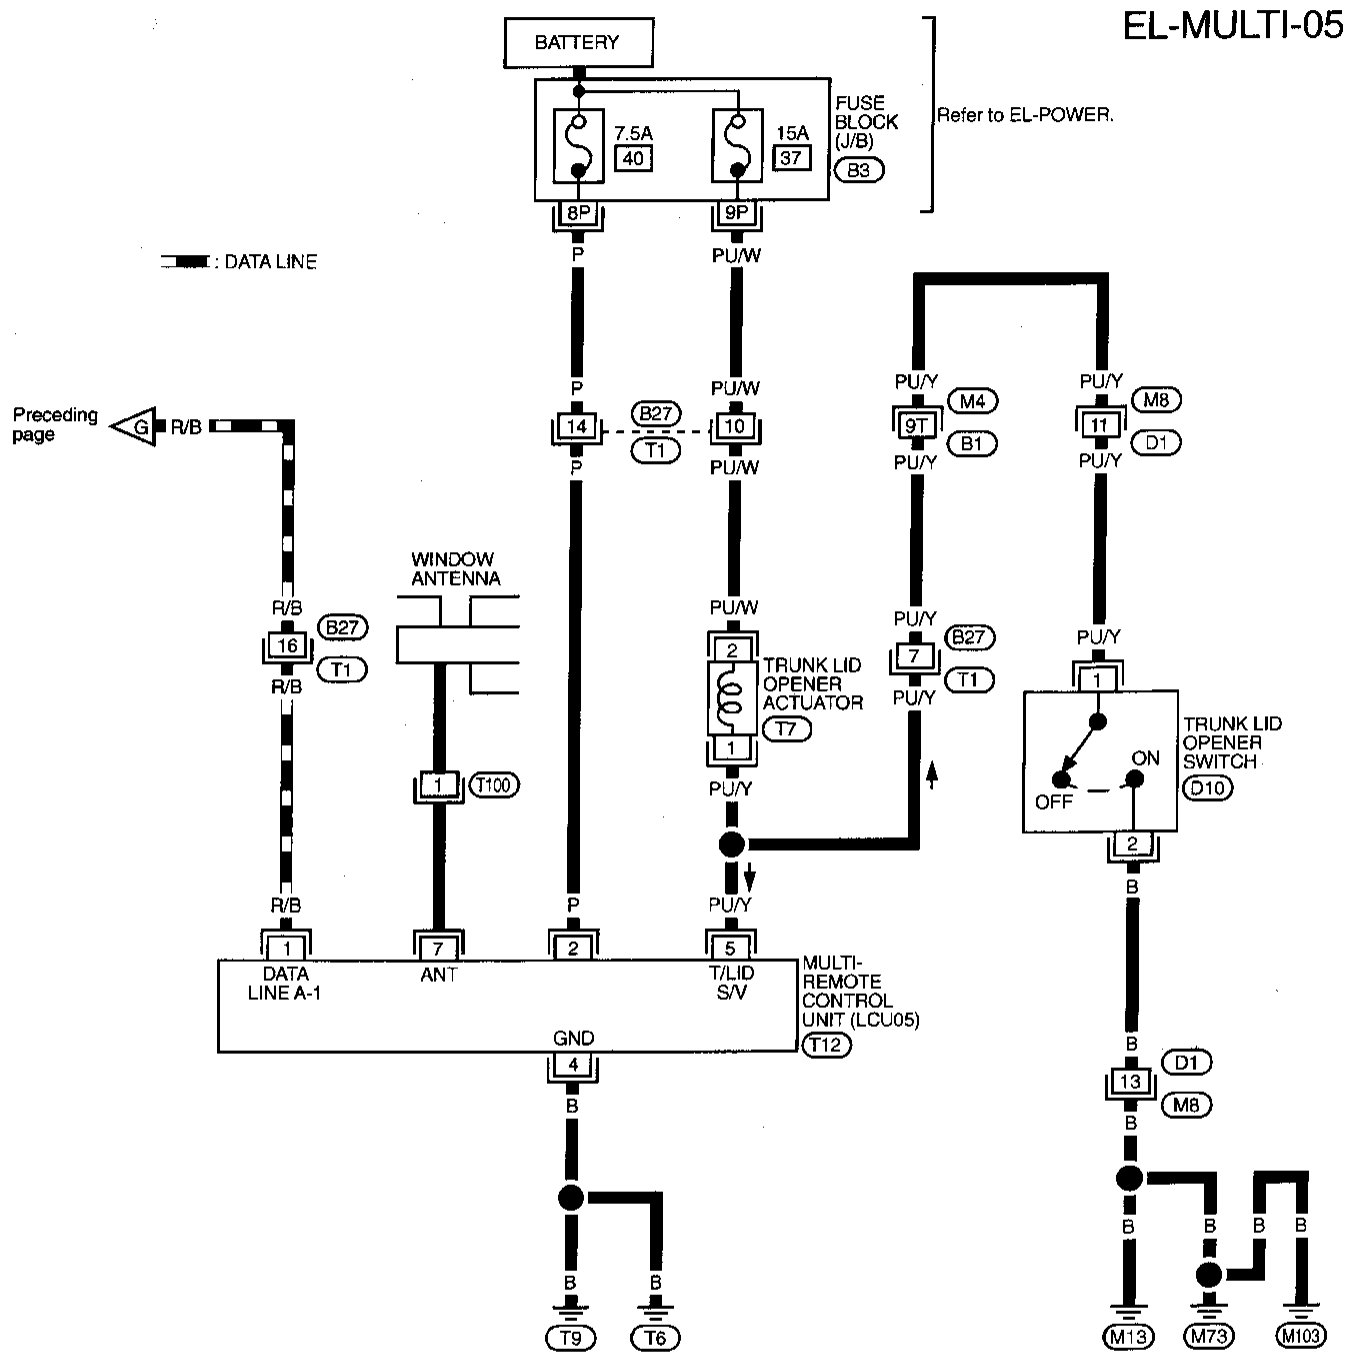 EL-MULTI-05
BATTERY
FUSE
BLOCK
(J/B)
B3
Refer to EL-POWER.
7.5A
40
15A
37
8P
9P
P
PU/W
: DATA LINE
P
PU/W
PU/Y
PU/Y
M4
M8
Preceding
page
G
R/B
14
B27
T1
10
9T
B1
11
D1
P
PU/W
PU/Y
PU/Y
WINDOW
ANTENNA
R/B
16
B27
T1
R/B
PU/W
2
TRUNK LID
OPENER
ACTUATOR
T7
1
PU/Y
PU/Y
7
B27
T1
PU/Y
PU/Y
1
TRUNK LID
OPENER
SWITCH
D10
ON
OFF
2
B
1
T100
R/B
P
PU/Y
1
7
2
5
DATA
LINE A-1
ANT
T/LID
S/V
GND
MULTI-
REMOTE
CONTROL
UNIT (LCU05)
T12
4
B
B
13
D1
M8
B
B
B
B
B
B
B
T9
T6
M13
M73
M103